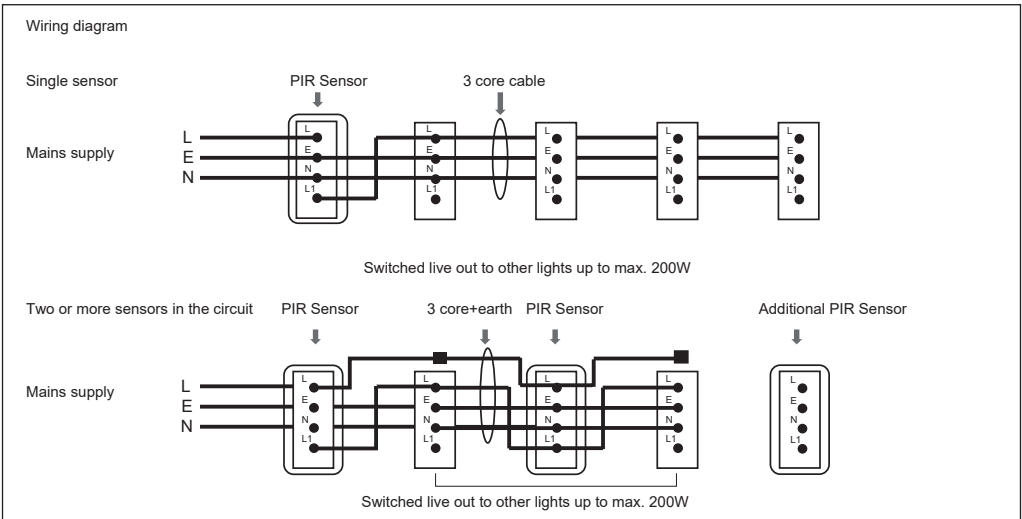 Wiring diagram
Single sensor PIR Sensor 3 core cable
L L L L L L
Mains supply E E E E E E
N N N N N N
L1 L1 L1 L1 L1
Switched live out to other lights up to max. 200W
Two or more sensors in the circuit PIR Sensor 3 core+earth PIR Sensor Additional PIR Sensor
L L L L L L
Mains supply E E E E E E
N N N N N N
L1 L1 L1 L1 L1
Switched live out to other lights up to max. 200W